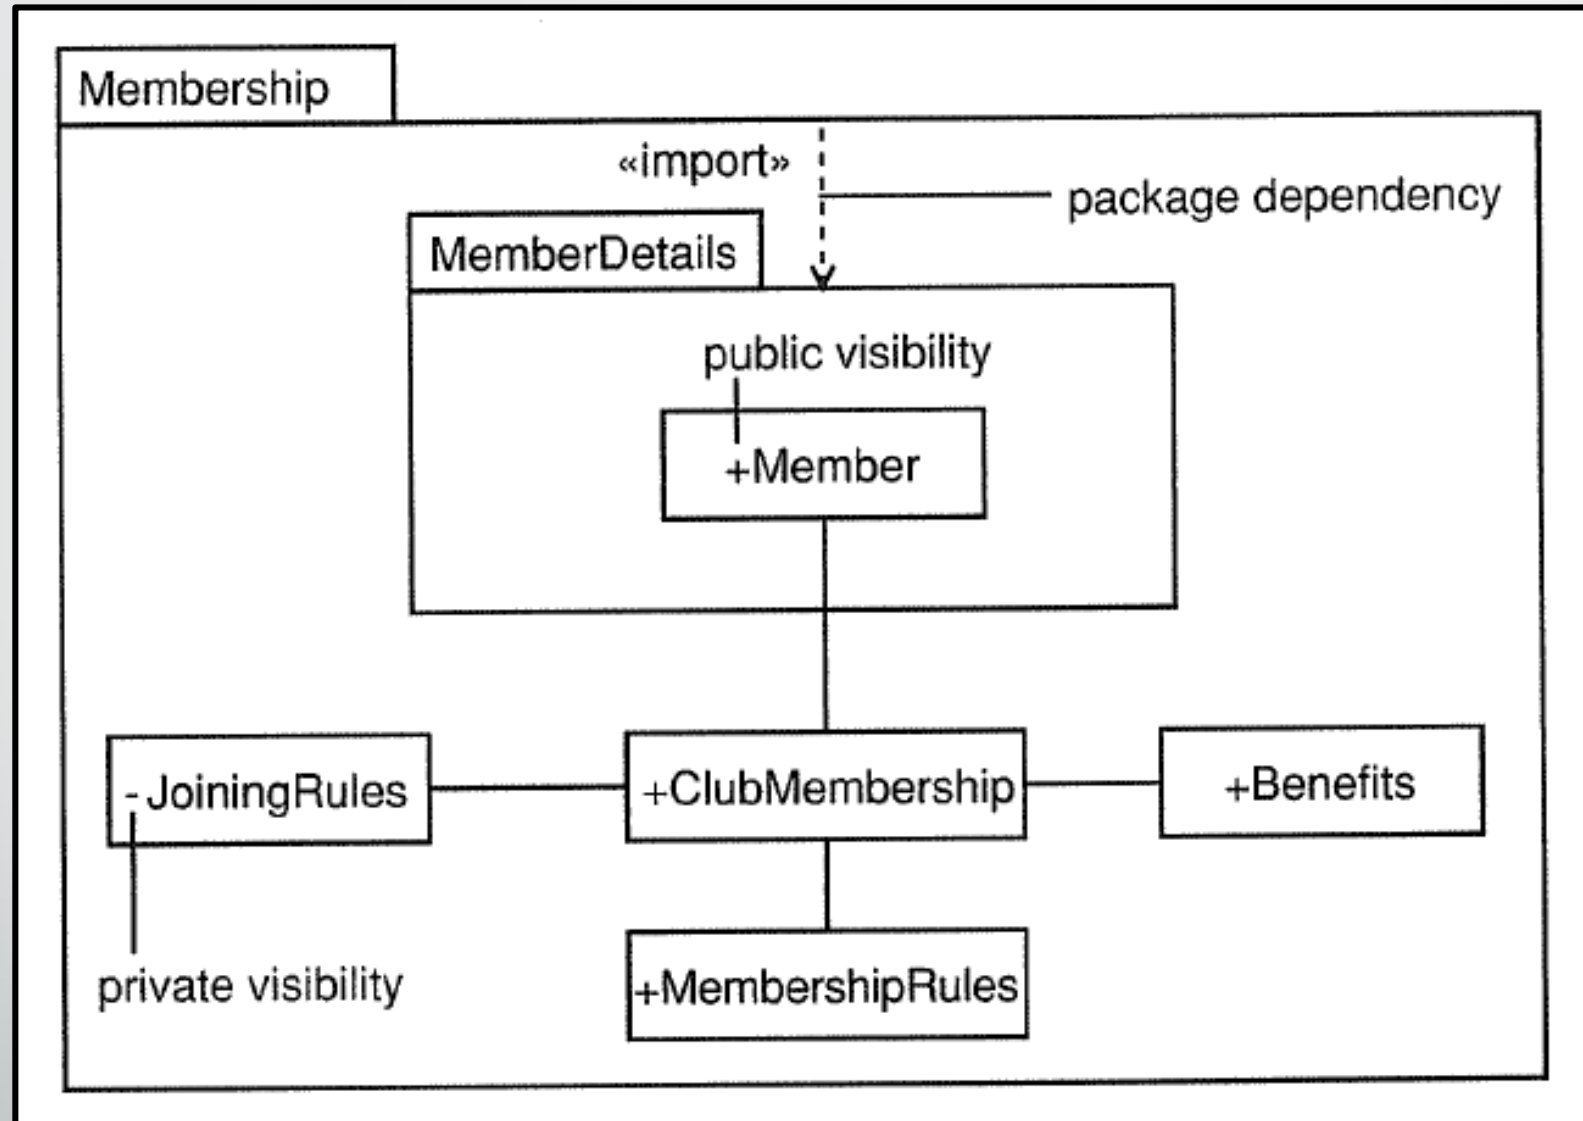 Membership
«import»
package dependency
MemberDetails
public visibility
+Member
- JoiningRules
+ClubMembership
+Benefits
private visibility
+MembershipRules